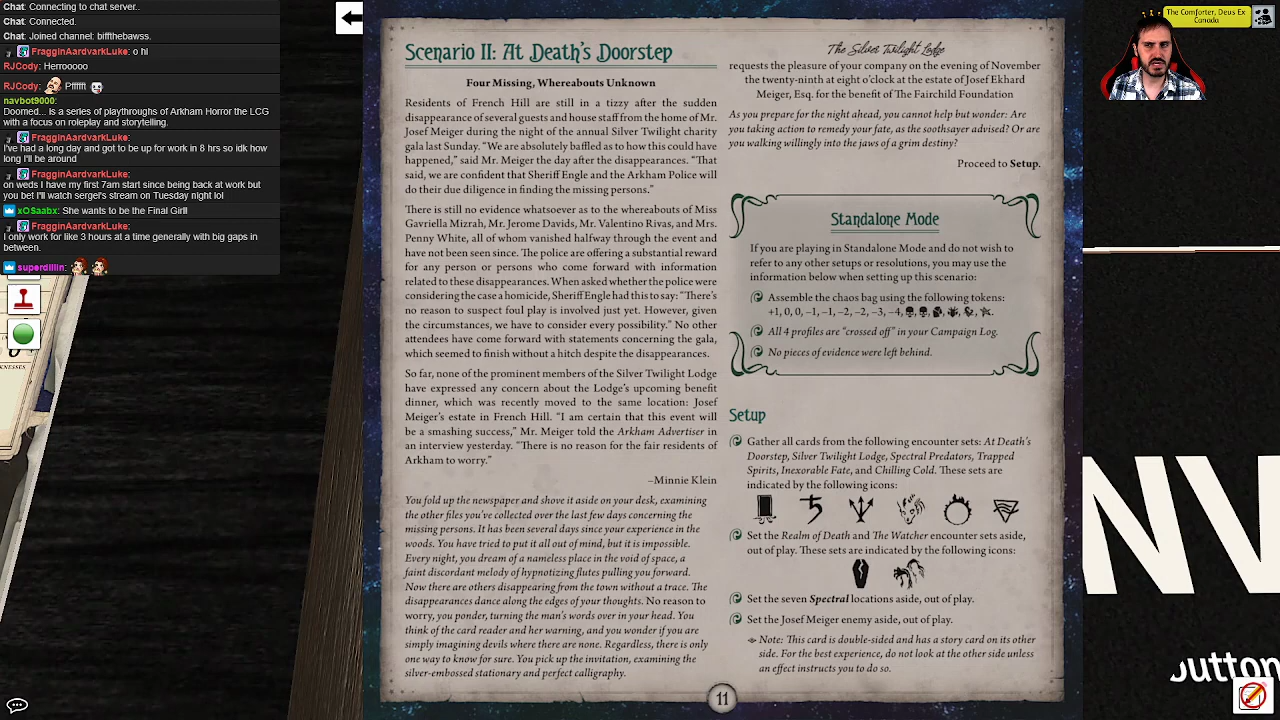 Chat: Connecting to chat server..
Chat: Joined channel: biffthebawss.
FragginAardvarkLuke: o hi
RJCody: Herrooooo
RJCody: Pfffft
navbot9000:
Doomed... is a series of playthroughs of Arkham Horror the LCG
with a focus on roleplay and storytelling.
FragginAardvarkLuke:
I've had a long day and got to be up for work in 8 hrs so idk how
long I'll be around
FragginAardvarkLuke:
on weds I have my first 7am start since being back at work but
you bet I'll watch sergel's stream on Tuesday night lol
xOSaabx: She wants to be the Final Girl!
FragginAardvarkLuke:
I only work for like 3 hours at a time generally with big gaps in
between.
superdillin:
KNESSES
Scenario II: At Death's Doorstep
Four Missing, Whereabouts Unknown
Residents of French Hill are still in a tizzy after the sudden
disappearance of several guests and house staff from the home of Mr.
Josef Meiger during the night of the annual Silver Twilight charity
gala last Sunday. “We are absolutely baffled as to how this could have
happened,” said Mr. Meiger the day after the disappearances. “That
said, we are confident that Sheriff Engle and the Arkham Police will
do their due diligence in finding the missing persons.”
There is still no evidence whatsoever as to the whereabouts of Miss
Gavriella Mizrah, Mr. Jerome Davids, Mr. Valentino Rivas, and Mrs.
Penny White, all of whom vanished halfway through the event and
have not been seen since. The police are offering a substantial reward
for any person or persons who come forward with information
related to these disappearances. When asked whether the police were
considering the case a homicide, Sheriff Engle had this to say: “There's
no reason to suspect foul play is involved just yet. However, given
the circumstances, we have to consider every possibility.” No other
attendees have come forward with statements concerning the gala,
which seemed to finish without a hitch despite the disappearances.
So far, none of the prominent members of the Silver Twilight Lodge
have expressed any concern about the Lodge's upcoming benefit
dinner, which was recently moved to the same location: Josef
Meiger's estate in French Hill. “I am certain that this event will
be a smashing success,” Mr. Meiger told the Arkham Advertiser in
an interview yesterday. “There is no reason for the fair residents of
Arkham to worry.”
–Minnie Klein
You fold up the newspaper and shove it aside on your desk, examining
the other files you've collected over the last few days concerning the
missing persons. It has been several days since your experience in the
woods. You have tried to put it all out of mind, but it is impossible.
Every night, you dream of a nameless place in the void of space, a
faint discordant melody of hypnotizing flutes pulling you forward.
Now there are others disappearing from the town without a trace. The
disappearances dance along the edges of your thoughts. No reason to
worry, you ponder, turning the man's words over in your head. You
think of the card reader and her warning, and you wonder if you are
simply imagining devils where there are none. Regardless, there is only
one way to know for sure. You pick up the invitation, examining the
silver-embossed stationary and perfect calligraphy.
The Silver Twilight Lodge
requests the pleasure of your company on the evening of November
the twenty-ninth at eight o'clock at the estate of Josef Ekhard
Meiger, Esq. for the benefit of The Fairchild Foundation
As you prepare for the night ahead, you cannot help but wonder: Are
you taking action to remedy your fate, as the soothsayer advised? Or are
you walking willingly into the jaws of a grim destiny?
Proceed to Setup.
Standalone Mode
If you are playing in Standalone Mode and do not wish to
refer to any other setups or resolutions, you may use the
information below when setting up this scenario:
Assemble the chaos bag using the following tokens:
+1, 0, 0, –1, –1, –2, –2, –3, –4,
All 4 profiles are “crossed off” in your Campaign Log.
No pieces of evidence were left behind.
Setup
Gather all cards from the following encounter sets: At Death's
Doorstep, Silver Twilight Lodge, Spectral Predators, Trapped
Spirits, Inexorable Fate, and Chilling Cold. These sets are
indicated by the following icons:
Set the Realm of Death and The Watcher encounter sets aside,
out of play. These sets are indicated by the following icons:
Set the seven Spectral locations aside, out of play.
Set the Josef Meiger enemy aside, out of play.
Note: This card is double-sided and has a story card on its other
side. For the best experience, do not look at the other side unless
an effect instructs you to do so.
11
The Comforter, Deus Ex
Canada
NV
button